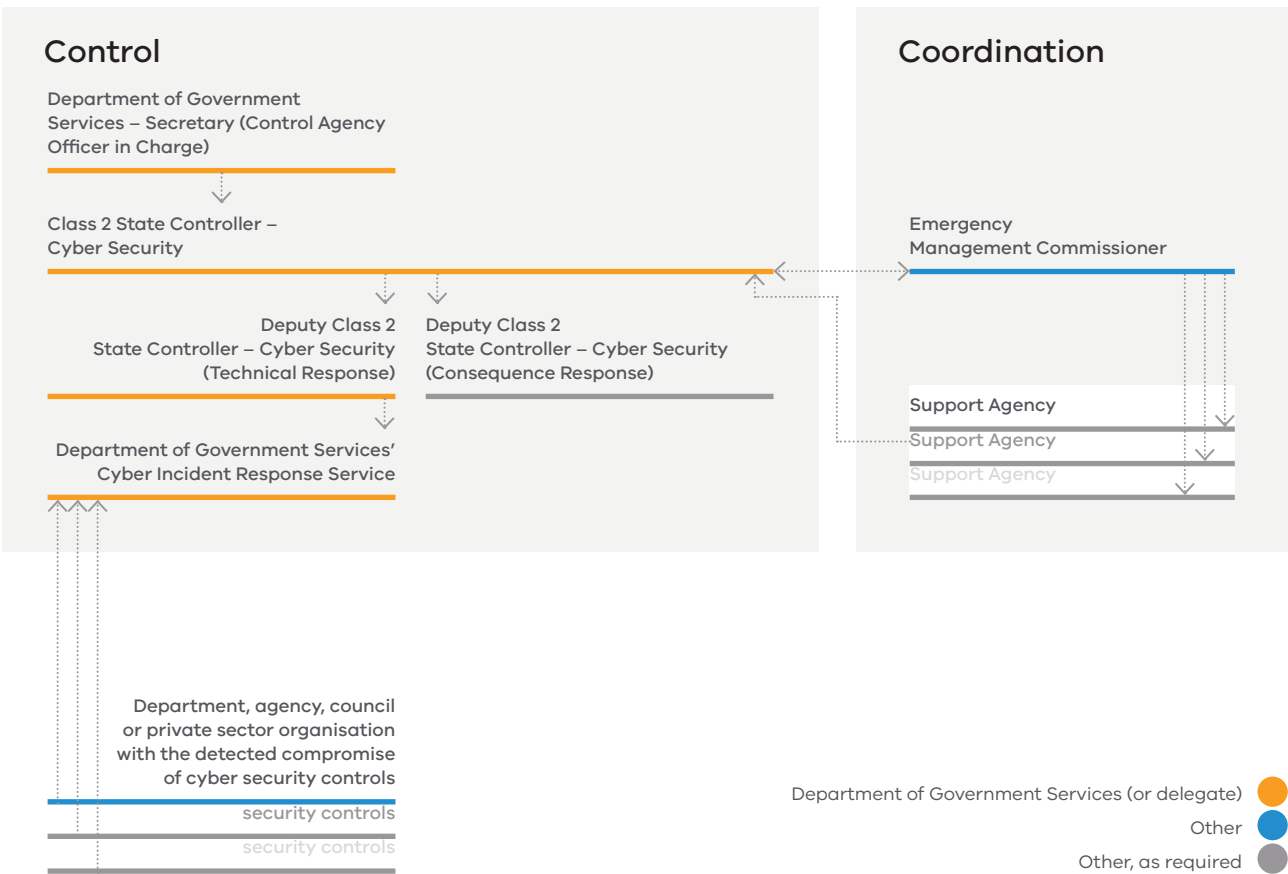 Control
Department of Government
Services – Secretary (Control Agency
Officer in Charge)
Class 2 State Controller –
Cyber Security
Deputy Class 2
State Controller – Cyber Security
(Technical Response)
Deputy Class 2
State Controller – Cyber Security
(Consequence Response)
Department of Government Services’
Cyber Incident Response Service
Department, agency, council
or private sector organisation
with the detected compromise
of cyber security controls
security controls
security controls
Coordination
Emergency
Management Commissioner
Support Agency
Support Agency
Support Agency
Department of Government Services (or delegate)
Other
Other, as required